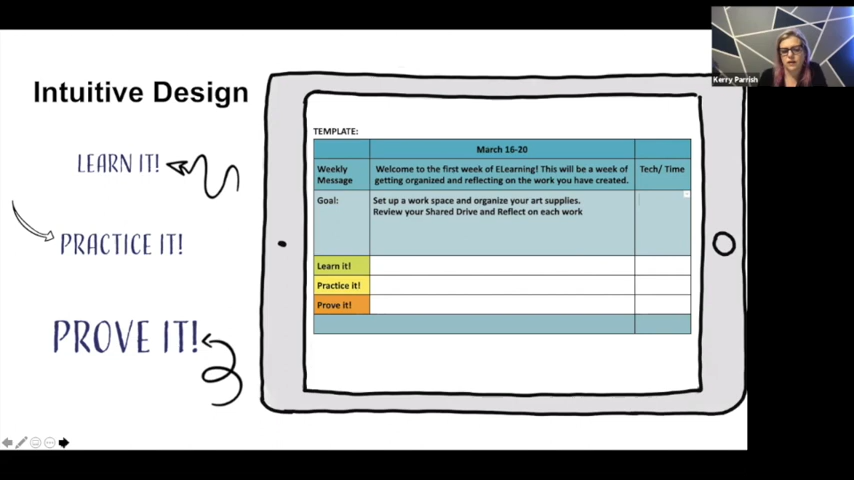 Kerry Parrish
Intuitive Design
LEARN IT!
PRACTICE IT!
PROVE IT!
TEMPLATE:
March 16-20
Weekly Message
Welcome to the first week of ELearning! This will be a week of
getting organized and reflecting on the work you have created.
Tech/ Time
Goal:
Set up a work space and organize your art supplies.
Review your Shared Drive and Reflect on each work
Learn it!
Practice it!
Prove it!